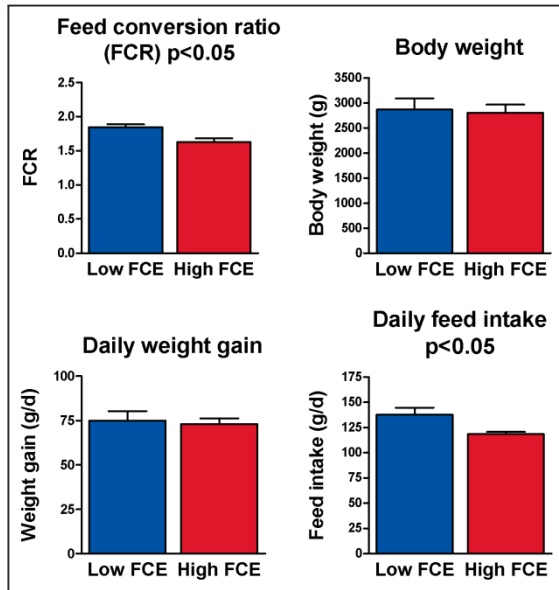 Feed conversion ratio
(FCR) p<0.05
FCR
2.5
2.0
1.5
1.0
0.5
0.0
Low FCE High FCE
Body weight
Body weight (g)
3500
3000
2500
2000
1500
1000
500
0
Low FCE High FCE
Daily weight gain
Weight gain (g/d)
100
75
50
25
0
Low FCE High FCE
Daily feed intake
p<0.05
Feed intake (g/d)
175
150
125
100
75
50
25
0
Low FCE High FCE